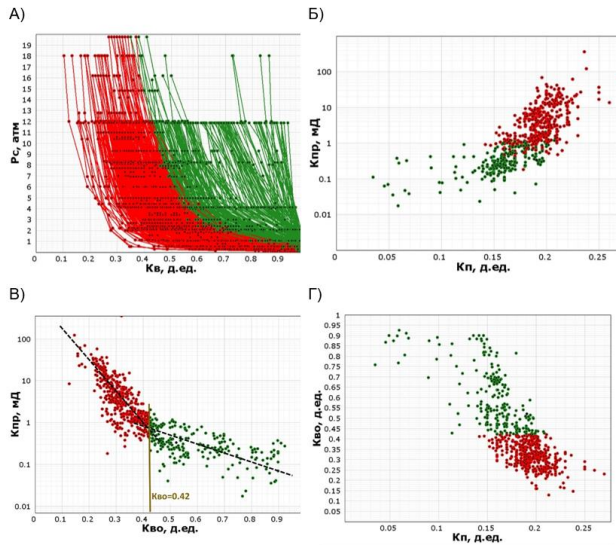 А)
19
18
17
16
15
14
13
12
11
10
9
8
7
6
5
4
3
2
1
Рс, атм
0 0.1 0.2 0.3 0.4 0.5 0.6 0.7 0.8 0.9
Кв, д.ед.
Б)
100
10
1
0.1
0.01
Кпр, мД
0.05 0.1 0.15 0.2 0.25
Кп, д.ед.
В)
100
10
1
0.1
0.01
Кпр, мД
Кво=0.42
0 0.1 0.2 0.3 0.4 0.5 0.6 0.7 0.8 0.9
Кво, д.ед.
Г)
1
0.95
0.9
0.85
0.8
0.75
0.7
0.65
0.6
0.55
0.5
0.45
0.4
0.35
0.3
0.25
0.2
0.15
0.1
0.05
Кво, д.ед.
0.05 0.1 0.15 0.2 0.25
Кп, д.ед.